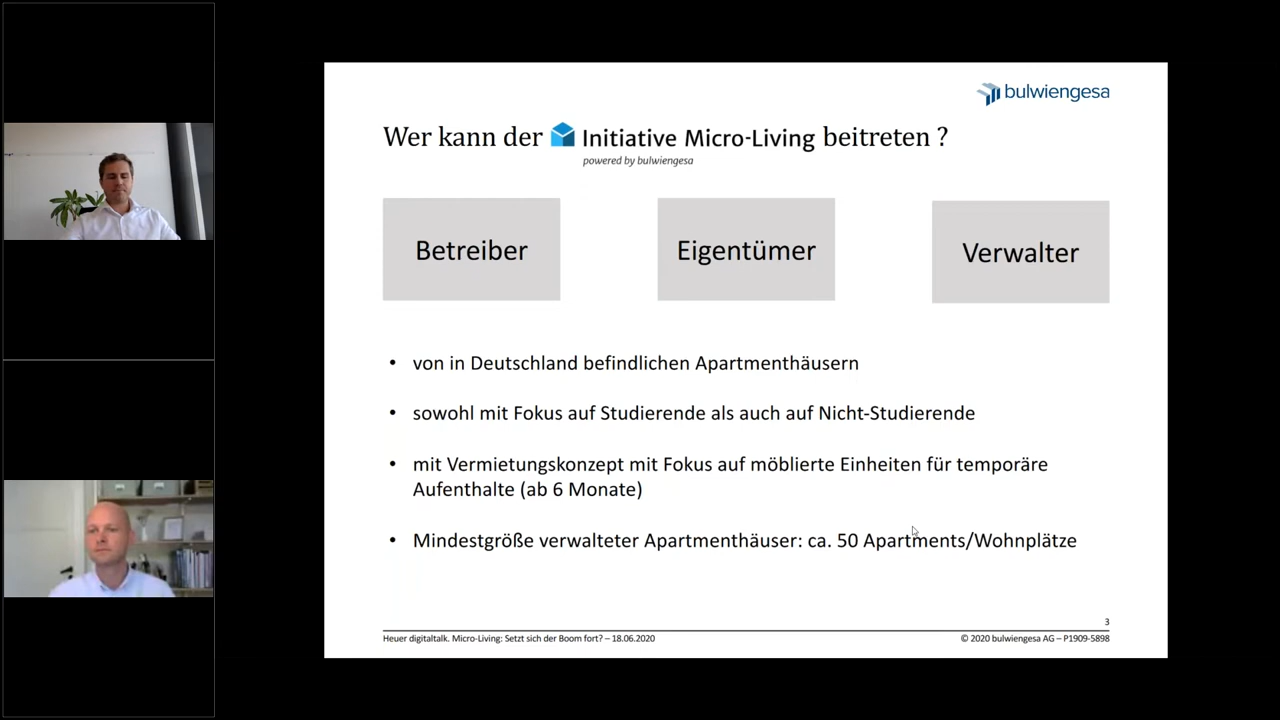 bulwiengesa
Wer kann der Initiative Micro-Living beitreten ?
powered by bulwiengesa
Betreiber
Eigentümer
Verwalter
• von in Deutschland befindlichen Apartmenthäusern
• sowohl mit Fokus auf Studierende als auch auf Nicht-Studierende
• mit Vermietungskonzept mit Fokus auf möblierte Einheiten für temporäre
Aufenthalte (ab 6 Monate)
• Mindestgröße verwalteter Apartmenthäuser: ca. 50 Apartments/Wohnplätze
3
Heuer digitaltalk. Micro-Living: Setzt sich der Boom fort? – 18.06.2020
© 2020 bulwiengesa AG – P1909-5898